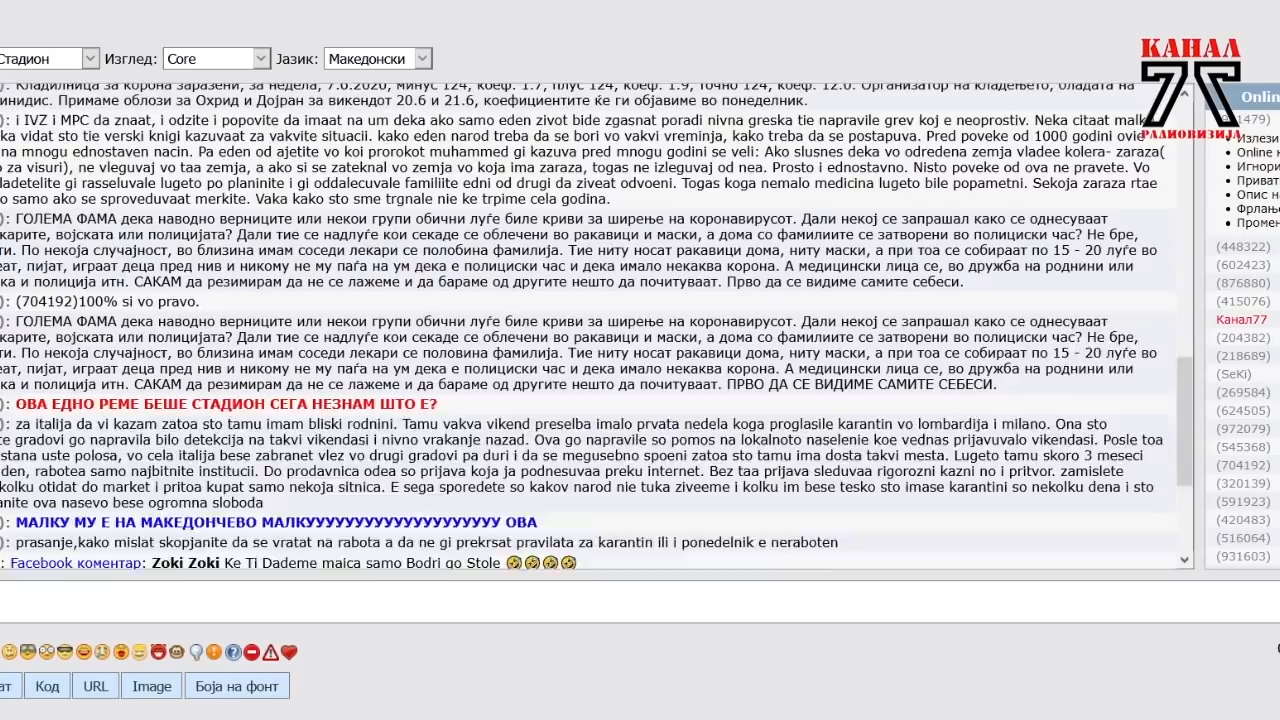 КАНАЛ
77
РАДИОВИЗИЈА
Стадион Изглед: Core Јазик: Македонски
): Кладилница за корона заразени, за недела, 7.6.2020, минус 124, коеф. 1.7, плус 124, коеф. 1.9, точно 124, коеф. 12.0. Организатор на кладењето, владата на
инидис. Примаме облози за Охрид и Дојран за викендот 20.6 и 21.6, коефициентите ќе ги објавиме во понеделник.
): i IVZ i MPC da znaat, i odzite i popovite da imaat na um deka ako samo eden zivot bide zgasnat poradi nivna greska tie napravile grev koj e neoprostiv. Neka citaat malk
ka vidat sto tie verski knigi kazuvaat za vakvite situacii. kako eden narod treba da se bori vo vakvi vreminja, kako treba da se postapuva. Pred poveke od 1000 godini ovie
na mnogu ednostaven nacin. Pa eden od ajetite vo koi prorokot muhammed gi kazuva pred mnogu godini se veli: Ako slusnes deka vo odredena zemja vladee kolera- zaraza(
o za visuri), ne vleguvaj vo taa zemja, a ako si se zateknal vo zemja vo koja ima zaraza, togas ne izleguvaj od nea. Prosto i ednostavno. Nisto poveke od ova ne pravete. Vo
ladetelite gi rasseluvale lugeto po planinite i gi oddalecuvale familiite edni od drugi da ziveat odvoeni. Togas koga nemalo medicina lugeto bile popametni. Sekoja zaraza rtae
o samo ako se sproveduvaat merkite. Vaka kako sto sme trgnale nie ke trpime cela godina.
): ГОЛЕМА ФАМА дека наводно верниците или некои групи обични луѓе биле криви за ширење на коронавирусот. Дали некој се запрашал како се однесуваат
карите, војската или полицијата? Дали тие се надлуѓе кои секаде се облечени во ракавици и маски, а дома со фамилиите се затворени во полициски час? Не бре,
ти. По некоја случајност, во близина имам соседи лекари се полобина фамилија. Тие ниту носат ракавици дома, ниту маски, а при тоа се собираат по 15 - 20 луѓе во
еат, пијат, играат деца пред нив и никому не му паѓа на ум дека е полициски час и дека имало некаква корона. А медицински лица се, во дружба на роднини или
ка и полиција итн. САКАМ да резимирам да не се лажеме и да бараме од другите нешто да почитуваат. Прво да се видиме самите себеси.
): (704192)100% si vo pravo.
): ГОЛЕМА ФАМА дека наводно верниците или некои групи обични луѓе биле криви за ширење на коронавирусот. Дали некој се запрашал како се однесуваат
карите, војската или полицијата? Дали тие се надлуѓе кои секаде се облечени во ракавици и маски, а дома со фамилиите се затворени во полициски час? Не бре,
ти. По некоја случајност, во близина имам соседи лекари се половина фамилија. Тие ниту носат ракавици дома, ниту маски, а при тоа се собираат по 15 - 20 луѓе во
еат, пијат, играат деца пред нив и никому не му паѓа на ум дека е полициски час и дека имало некаква корона. А медицински лица се, во дружба на роднини или
ка и полиција итн. САКАМ да резимирам да не се лажеме и да бараме од другите нешто да почитуваат. ПРВО ДА СЕ ВИДИМЕ САМИТЕ СЕБЕСИ.
): ОВА ЕДНО РЕМЕ БЕШЕ СТАДИОН СЕГА НЕЗНАМ ШТО Е?
): za italija da vi kazam zatoa sto tamu imam bliski rodnini. Tamu vakva vikend preselba imalo prvata nedela koga proglasile karantin vo lombardija i milano. Ona sto
te gradovi go napravila bilo detekcija na takvi vikendasi i nivno vrakanje nazad. Ova go napravile so pomos na lokalnoto naselenie koe vednas prijavuvalo vikendasi. Posle toa
stana uste polosa, vo cela italija bese zabranet vlez vo drugi gradovi pa duri i da se megusebno spoeni zatoa sto tamu ima dosta takvi mesta. Lugeto tamu skoro 3 meseci
den, rabotea samo najbitnite institucii. Do prodavnica odea so prijava koja ja podnesuvaa preku internet. Bez taa prijava sleduvaa rigorozni kazni no i pritvor. zamislete
kolku otidat do market i pritoa kupat samo nekoja sitnica. E sega sporedete so kakov narod nie tuka ziveeme i kolku im bese tesko sto imase karantini so nekolku dena i sto
anite ova nasevo bese ogromna sloboda
): МАЛКУ МУ Е НА МАКЕДОНЧЕВО МАЛКУУУУУУУУУУУУУУУУУУУУ ОВА
): prasanje,kako mislat skopjanite da se vratat na rabota a da ne gi prekrsat pravilata za karantin ili i ponedelnik e neraboten
: Facebook коментар: Zoki Zoki Ke Ti Dademe maica samo Bodri go Stole
Onlin
1479)
Излези
Online н
Игнори
Приват
Опис на
Фрлањ
Промен
(448322)
(602423)
(876880)
(415076)
Канал77
(204382)
(218689)
(SeKi)
(269584)
(624505)
(972079)
(545368)
(704192)
(320139)
(591923)
(420483)
(516064)
(931603)
ат Код URL Image Боја на фонт